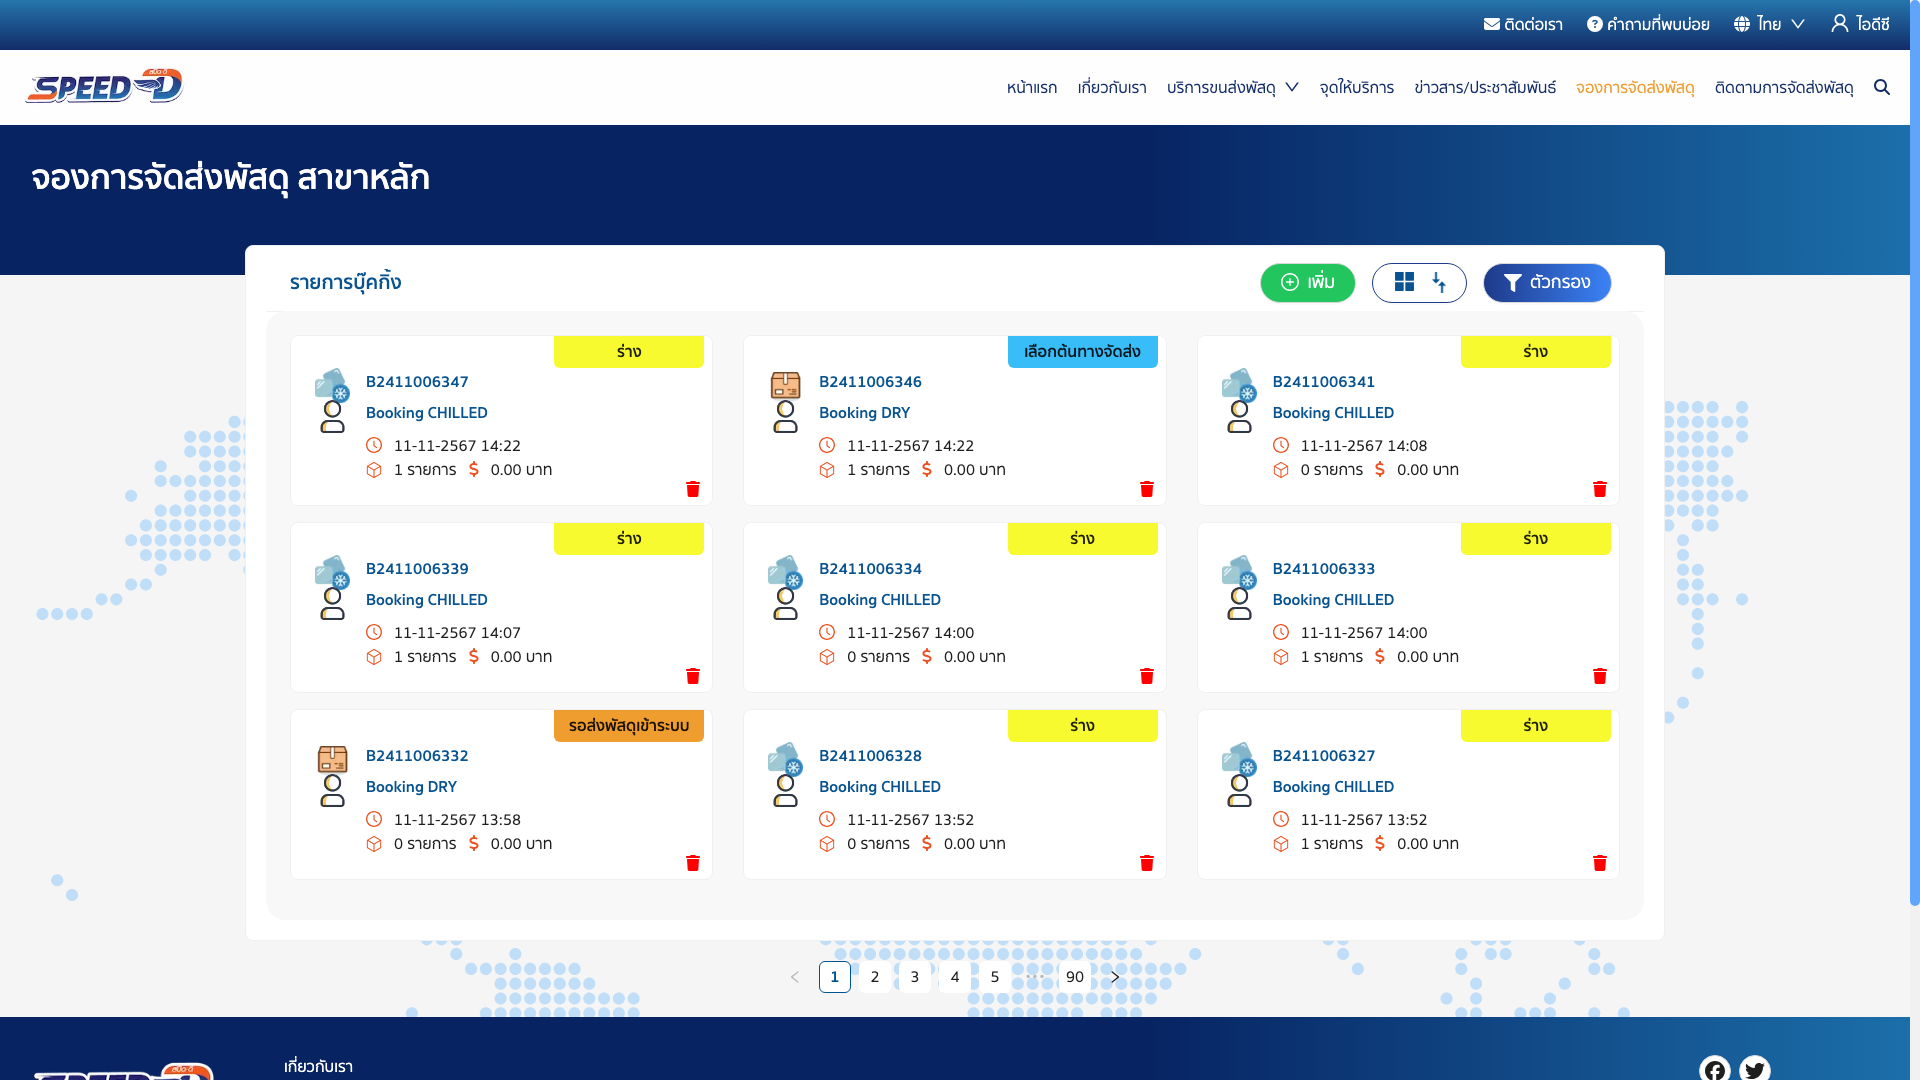 ติดต่อเรา คำถามที่พบบ่อย ไทย ไอดีซี
SPEED-D สปีด-ดี
หน้าแรก เกี่ยวกับเรา บริการขนส่งพัสดุ จุดให้บริการ ข่าวสาร/ประชาสัมพันธ์ จองการจัดส่งพัสดุ ติดตามการจัดส่งพัสดุ
จองการจัดส่งพัสดุ สาขาหลัก
รายการบุ๊คกิ้ง
เพิ่ม
ตัวกรอง
ร่าง
B2411006347
Booking CHILLED
11-11-2567 14:22
1 รายการ $ 0.00 บาท
เลือกต้นทางจัดส่ง
B2411006346
Booking DRY
11-11-2567 14:22
1 รายการ $ 0.00 บาท
ร่าง
B2411006341
Booking CHILLED
11-11-2567 14:08
0 รายการ $ 0.00 บาท
ร่าง
B2411006339
Booking CHILLED
11-11-2567 14:07
1 รายการ $ 0.00 บาท
ร่าง
B2411006334
Booking CHILLED
11-11-2567 14:00
0 รายการ $ 0.00 บาท
ร่าง
B2411006333
Booking CHILLED
11-11-2567 14:00
1 รายการ $ 0.00 บาท
รอส่งพัสดุเข้าระบบ
B2411006332
Booking DRY
11-11-2567 13:58
0 รายการ $ 0.00 บาท
ร่าง
B2411006328
Booking CHILLED
11-11-2567 13:52
0 รายการ $ 0.00 บาท
ร่าง
B2411006327
Booking CHILLED
11-11-2567 13:52
1 รายการ $ 0.00 บาท
1 2 3 4 5 ••• 90
SPEED-D สปีด-ดี
เกี่ยวกับเรา